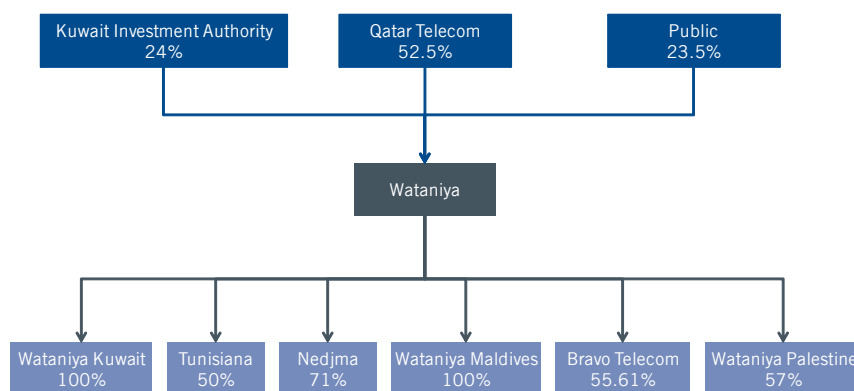 Kuwait Investment Authority
24%
Qatar Telecom
52.5%
Public
23.5%
Wataniya
Wataniya Kuwait
100%
Tunisiana
50%
Nedjma
71%
Wataniya Maldives
100%
Bravo Telecom
55.61%
Wataniya Palestine
57%